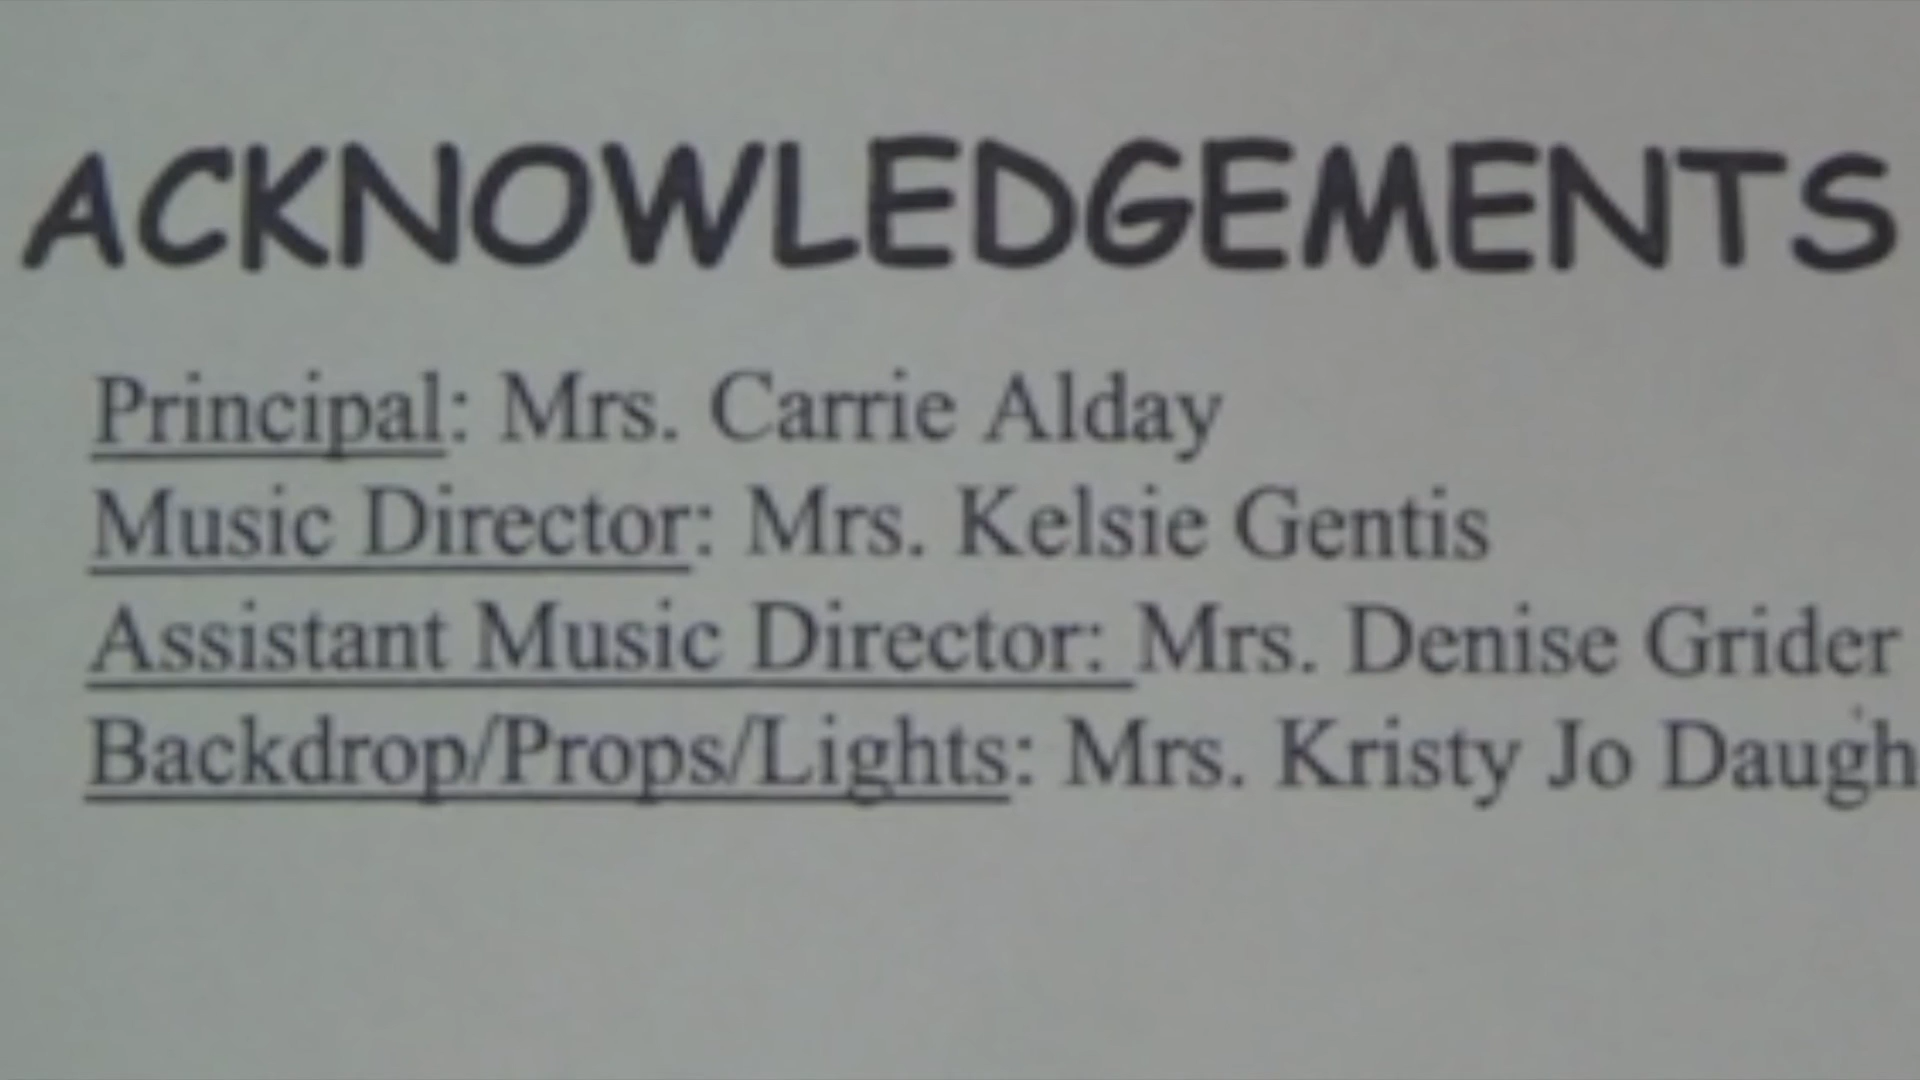 ACKNOWLEDGEMENTS
Principal: Mrs. Carrie Alday
Music Director: Mrs. Kelsie Gentis
Assistant Music Director: Mrs. Denise Grider
Backdrop/Props/Lights: Mrs. Kristy Jo Daugh